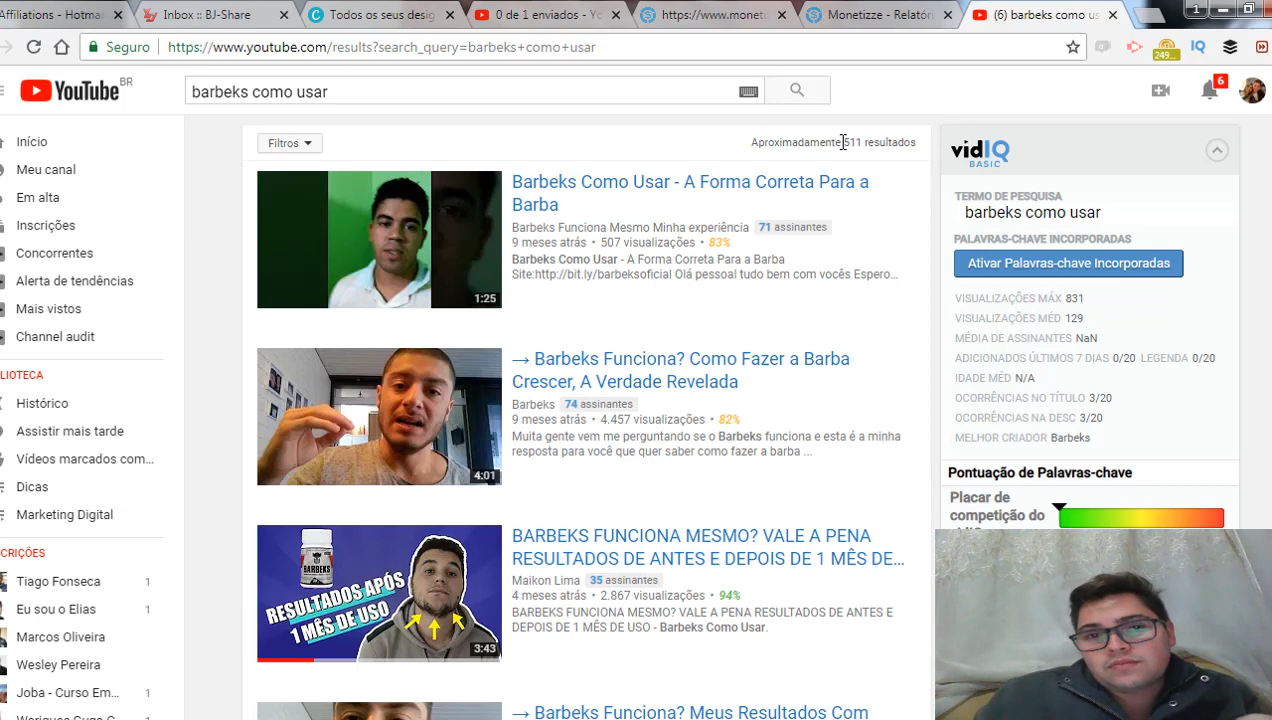 Affiliations - Hotma
Inbox :: BJ-Share
Todos os seus desig
0 de 1 enviados - Yo
https://www.moneti
Monetizze - Relatóri
(6) barbeks como us
1
Seguro
https://www.youtube.com/results?search_query=barbeks+como+usar
249...
IQ
YouTube BR
barbeks como usar
6
Início
Meu canal
Em alta
Inscrições
Concorrentes
Alerta de tendências
Mais vistos
Channel audit
BLIOTECA
Histórico
Assistir mais tarde
Vídeos marcados com...
Dicas
Marketing Digital
SCRIÇÕES
Tiago Fonseca 1
Eu sou o Elias 1
Marcos Oliveira
Wesley Pereira
Joba - Curso Em... 1
Filtros
Aproximadamente 511 resultados
Barbeks Como Usar - A Forma Correta Para a
Barba
Barbeks Funciona Mesmo Minha experiência 71 assinantes
9 meses atrás • 507 visualizações • 83%
Barbeks Como Usar - A Forma Correta Para a Barba
Site:http://bit.ly/barbeksoficial Olá pessoal tudo bem com vocês Espero...
1:25
→ Barbeks Funciona? Como Fazer a Barba
Crescer, A Verdade Revelada
Barbeks 74 assinantes
9 meses atrás • 4.457 visualizações • 82%
Muita gente vem me perguntando se o Barbeks funciona e esta é a minha
resposta para você que quer saber como fazer a barba ...
4:01
BARBEKS
RESULTADOS APÓS
1 MÊS DE USO
3:43
BARBEKS FUNCIONA MESMO? VALE A PENA
RESULTADOS DE ANTES E DEPOIS DE 1 MÊS DE...
Maikon Lima 35 assinantes
4 meses atrás • 2.867 visualizações • 94%
BARBEKS FUNCIONA MESMO? VALE A PENA RESULTADOS DE ANTES E
DEPOIS DE 1 MÊS DE USO - Barbeks Como Usar.
→ Barbeks Funciona? Meus Resultados Com
vidIQ
BASIC
TERMO DE PESQUISA
barbeks como usar
PALAVRAS-CHAVE INCORPORADAS
Ativar Palavras-chave Incorporadas
VISUALIZAÇÕES MÁX 831
VISUALIZAÇÕES MÉD 129
MÉDIA DE ASSINANTES NaN
ADICIONADOS ÚLTIMOS 7 DIAS 0/20 LEGENDA 0/20
IDADE MÉD N/A
OCORRÊNCIAS NO TÍTULO 3/20
OCORRÊNCIAS NA DESC 3/20
MELHOR CRIADOR Barbeks
Pontuação de Palavras-chave
Placar de
competição do